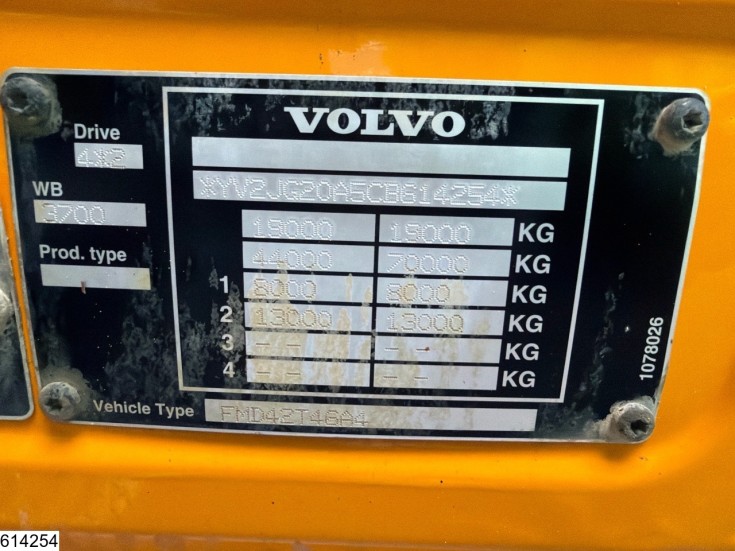 VOLVO
Drive
4X2
WB
3700
Prod. type
*YV2JG20A5CB614254*
19000 19000 KG
44000 70000 KG
1 8000 8000 KG
2 13000 13000 KG
3 -- -- KG
4 -- -- KG
Vehicle Type FMD42T46A4
1078026
614254